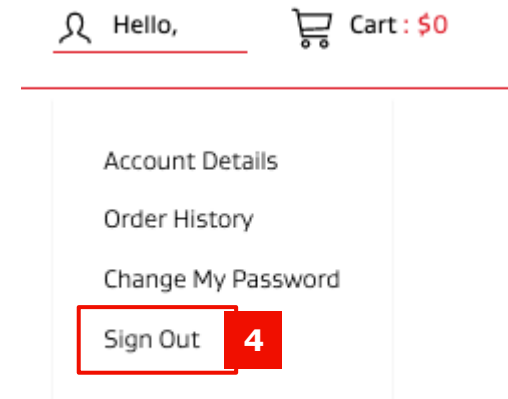 Hello, Cart : $0
Account Details
Order History
Change My Password
Sign Out 4